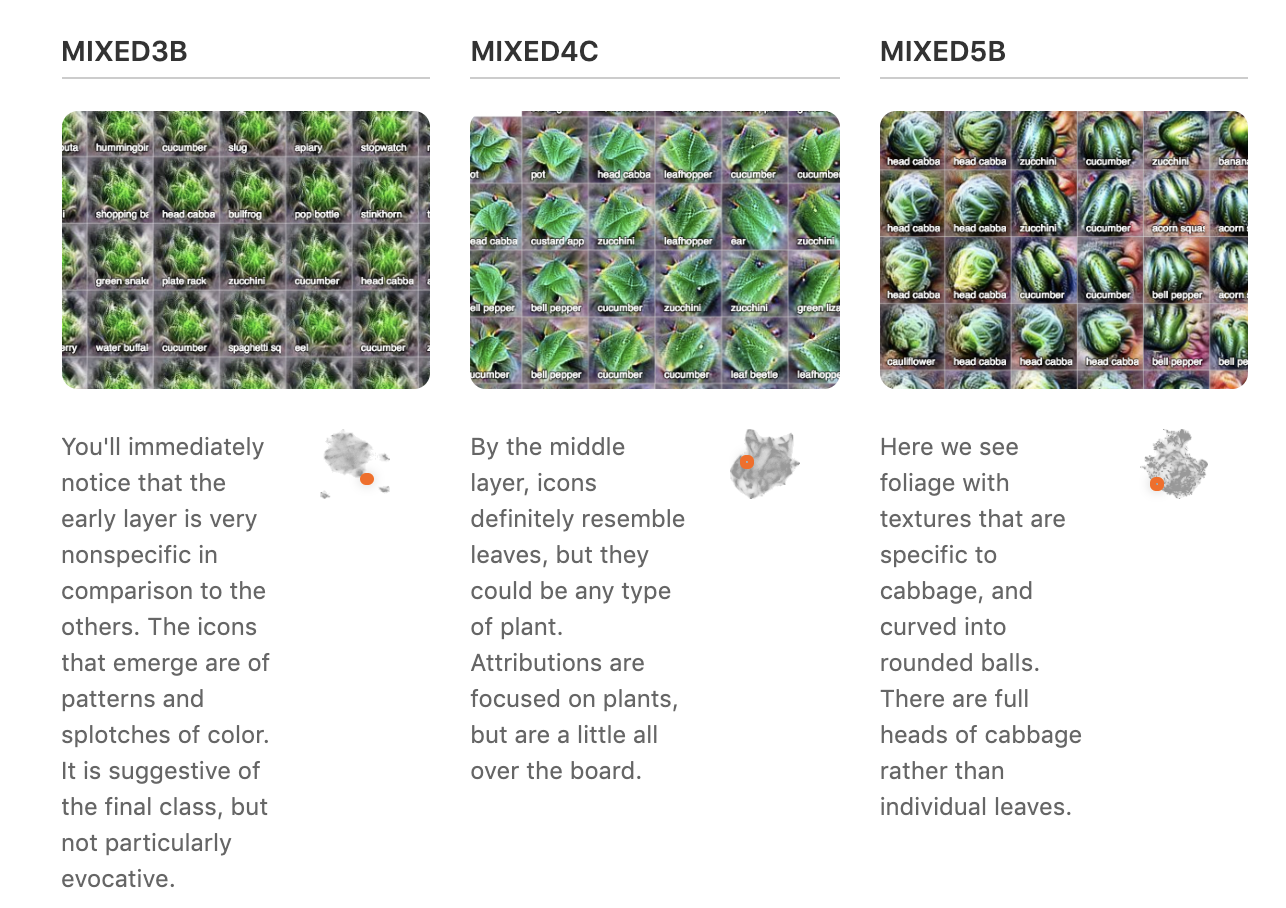 MIXED3B
hummingbir cucumber slug apiary stopwatch
shopping ba head cabba bullfrog pop bottle stinkhorn
green snake plate rack zucchini cucumber head cabba
water buffal cucumber spaghetti sq eel cucumber
You'll immediately
notice that the
early layer is very
nonspecific in
comparison to the
others. The icons
that emerge are of
patterns and
splotches of color.
It is suggestive of
the final class, but
not particularly
evocative.
MIXED4C
ot pot head cabba leafhopper cucumber cucumbe
ead cabba custard app zucchini leafhopper ear zucchini
ell pepper bell pepper cucumber zucchini zucchini green liza
cucumber bell pepper cucumber cucumber leaf beetle leafhoppe
By the middle
layer, icons
definitely resemble
leaves, but they
could be any type
of plant.
Attributions are
focused on plants,
but are a little all
over the board.
MIXED5B
head cabba head cabba zucchini cucumber zucchini banana
head cabba head cabba zucchini cucumber acorn squas acorn s
head cabba head cabba cucumber cucumber bell pepper acorn s
cauliflower head cabba head cabba head cabba bell pepper bell pe
Here we see
foliage with
textures that are
specific to
cabbage, and
curved into
rounded balls.
There are full
heads of cabbage
rather than
individual leaves.